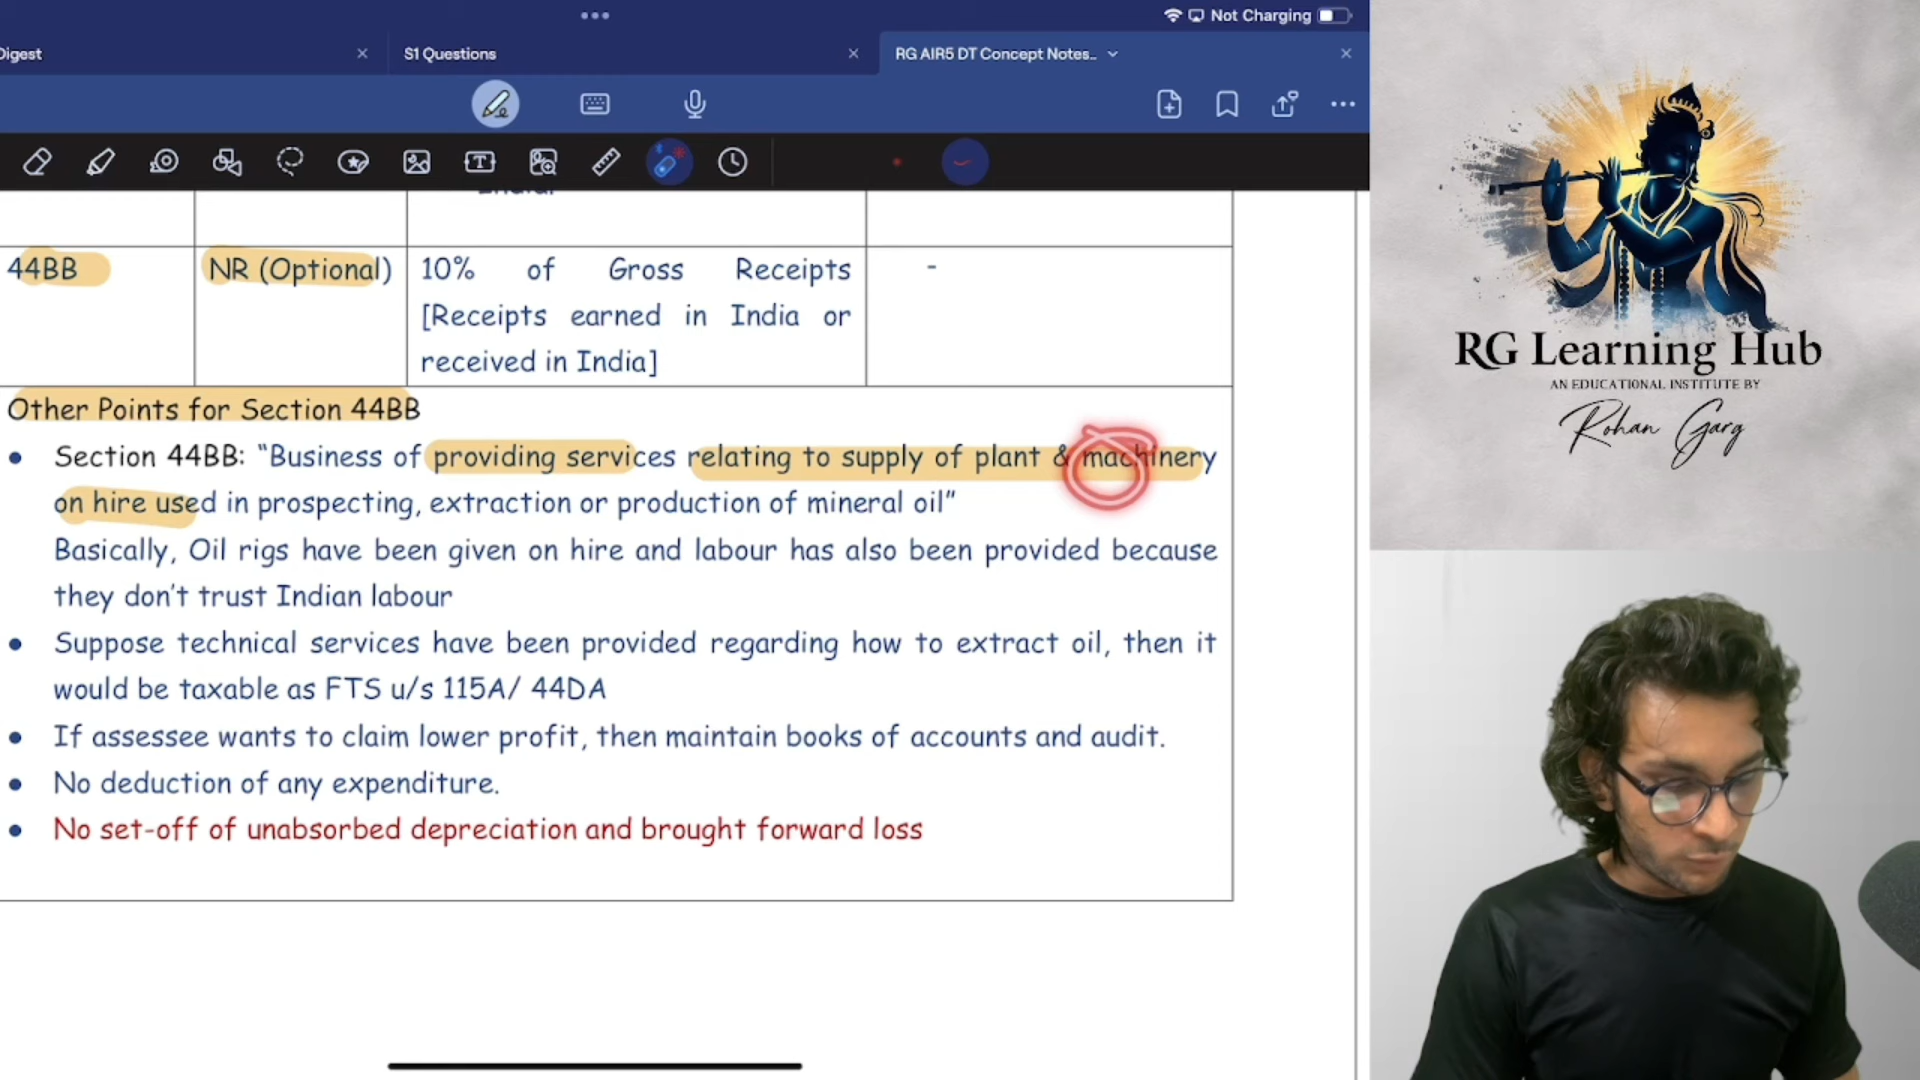 Not Charging
Digest
S1 Questions
RG AIR5 DT Concept Notes..
India.
44BB
NR (Optional)
10% of Gross Receipts
[Receipts earned in India or
received in India]
-
Other Points for Section 44BB
• Section 44BB: “Business of providing services relating to supply of plant & machinery
on hire used in prospecting, extraction or production of mineral oil”
Basically, Oil rigs have been given on hire and labour has also been provided because
they don’t trust Indian labour
• Suppose technical services have been provided regarding how to extract oil, then it
would be taxable as FTS u/s 115A/ 44DA
• If assessee wants to claim lower profit, then maintain books of accounts and audit.
• No deduction of any expenditure.
• No set-off of unabsorbed depreciation and brought forward loss
RG Learning Hub
AN EDUCATIONAL INSTITUTE BY
Rohan Garg